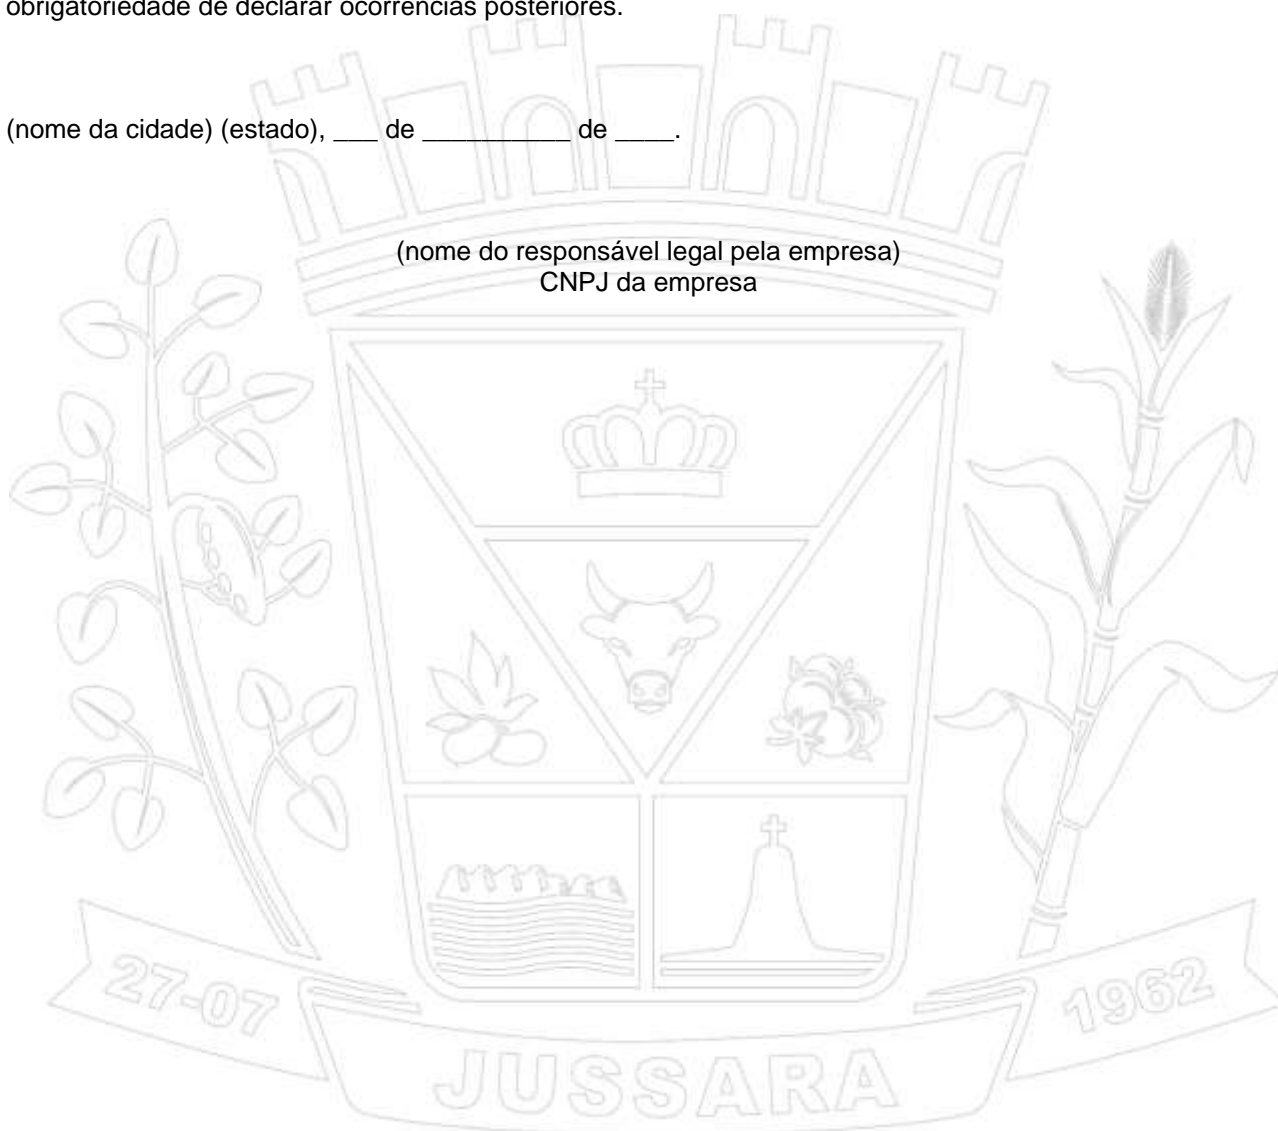 obrigatoriedade de declarar ocorrências posteriores.
(nome da cidade) (estado), ___ de __________ de ____.
(nome do responsável legal pela empresa)
CNPJ da empresa
27-07
1962
JUSSARA